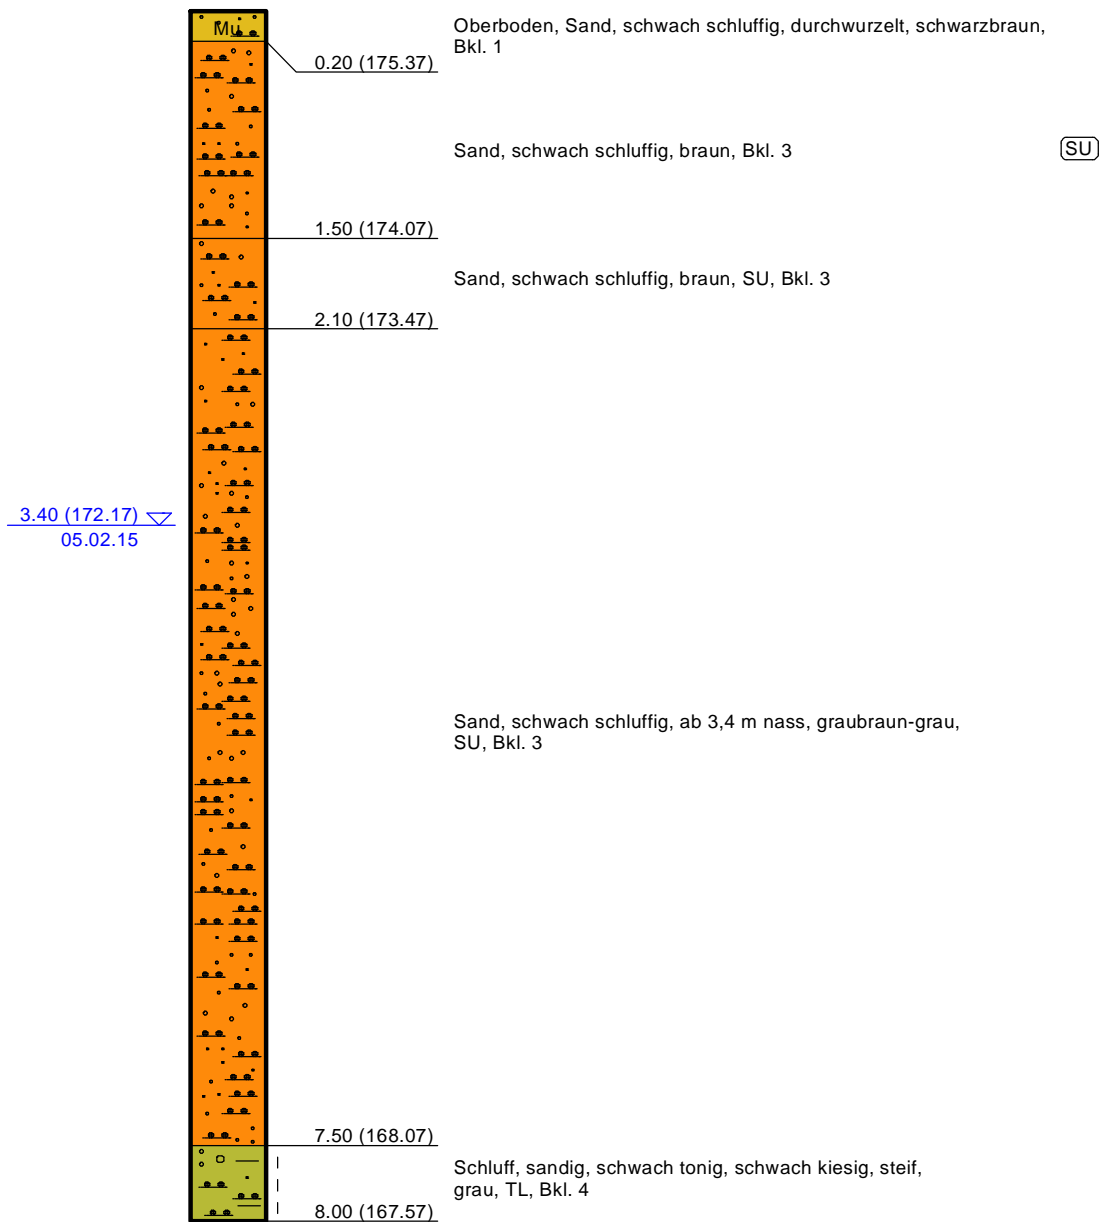 Mu
Oberboden, Sand, schwach schluffig, durchwurzelt, schwarzbraun,
Bkl. 1
0.20 (175.37)
Sand, schwach schluffig, braun, Bkl. 3
SU
1.50 (174.07)
Sand, schwach schluffig, braun, SU, Bkl. 3
2.10 (173.47)
3.40 (172.17)
05.02.15
Sand, schwach schluffig, ab 3,4 m nass, graubraun-grau,
SU, Bkl. 3
7.50 (168.07)
Schluff, sandig, schwach tonig, schwach kiesig, steif,
grau, TL, Bkl. 4
8.00 (167.57)